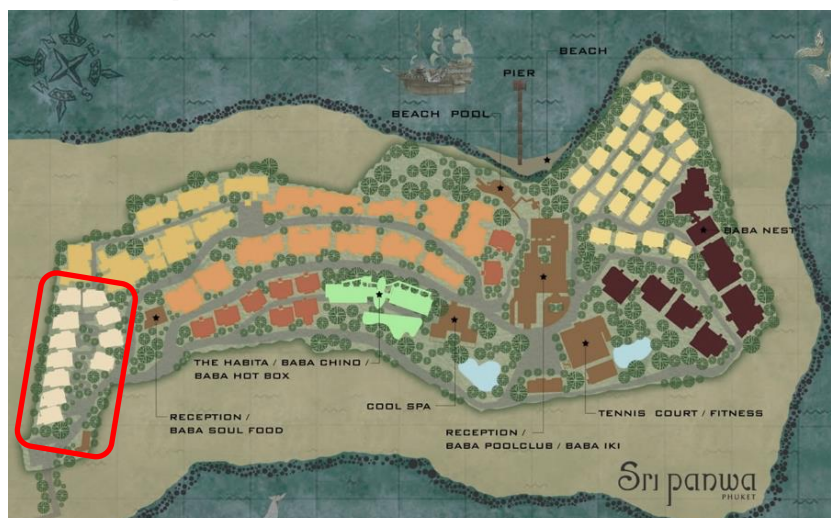 BEACH
PIER
BEACH POOL
BABA NEST
THE HABITA / BABA CHINO /
BABA HOT BOX
COOL SPA
RECEPTION /
BABA SOUL FOOD
TENNIS COURT / FITNESS
RECEPTION /
BABA POOLCLUB / BABA IKI
Sri panwa
PHUKET